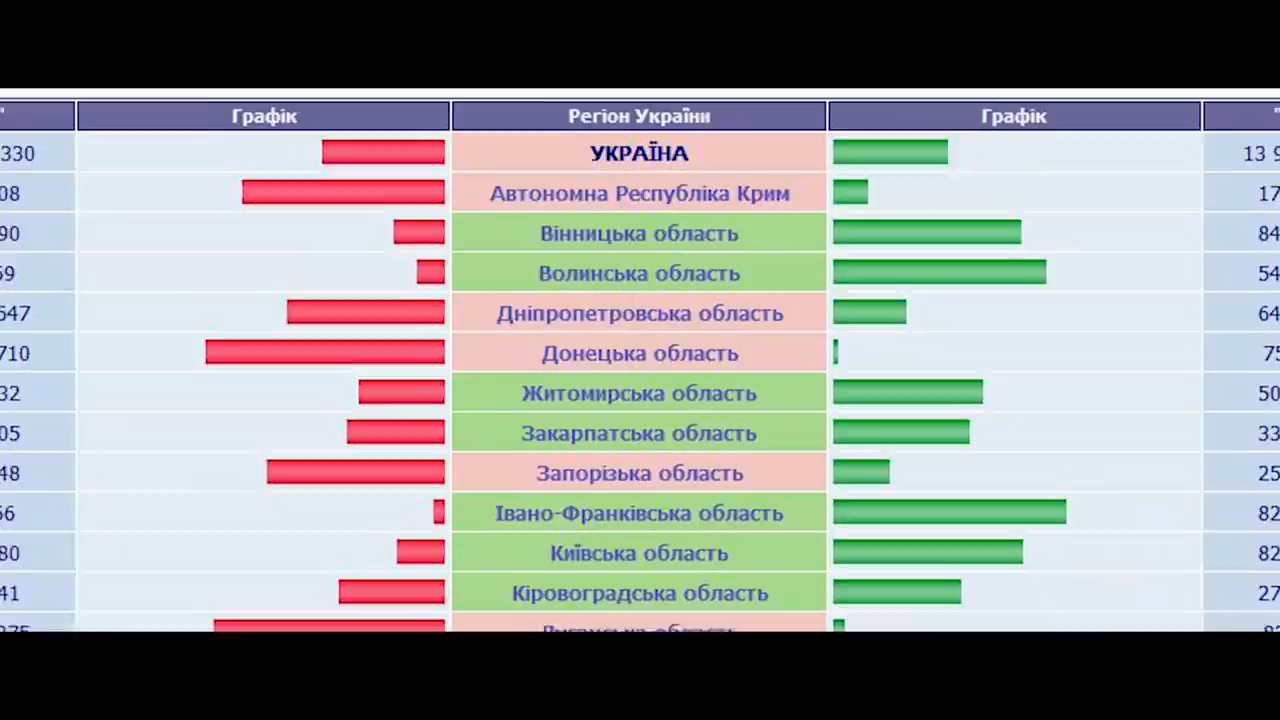 Графік Регіон України Графік
330 УКРАЇНА 13 9
08 Автономна Республіка Крим 17
90 Вінницька область 84
59 Волинська область 54
547 Дніпропетровська область 64
710 Донецька область 75
32 Житомирська область 50
05 Закарпатська область 33
48 Запорізька область 25
56 Івано-Франківська область 82
80 Київська область 82
41 Кіровоградська область 27